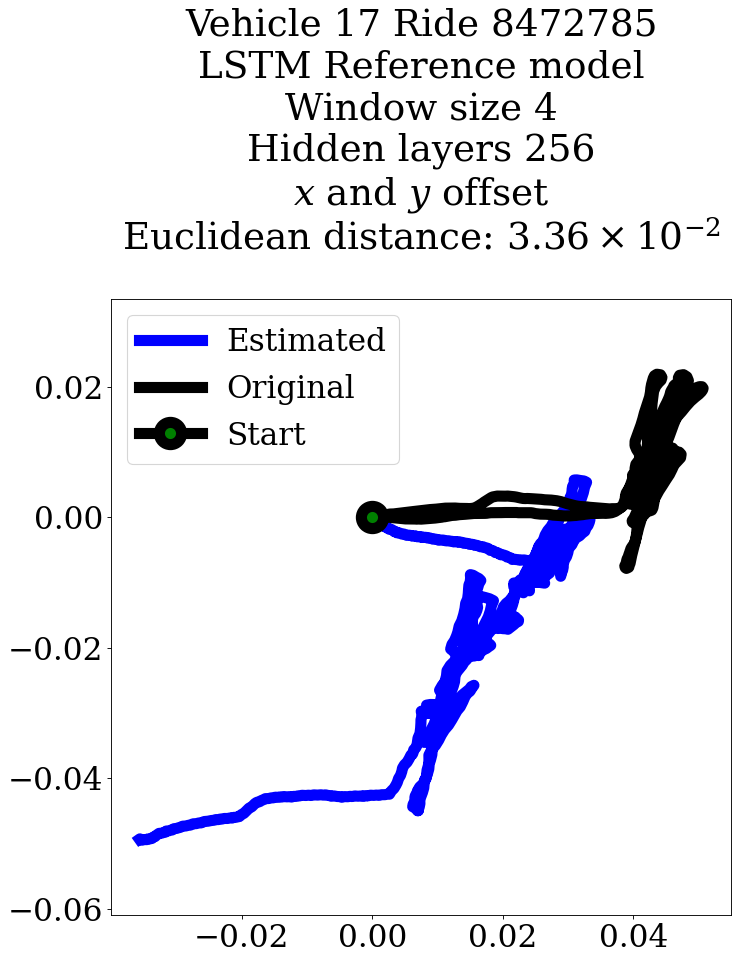 Vehicle 17 Ride 8472785
LSTM Reference model
Window size 4
Hidden layers 256
x and y offset
Euclidean distance: 3.36 × 10⁻²
Estimated
Original
Start
0.02
0.00
−0.02
−0.04
−0.06
−0.02 0.00 0.02 0.04